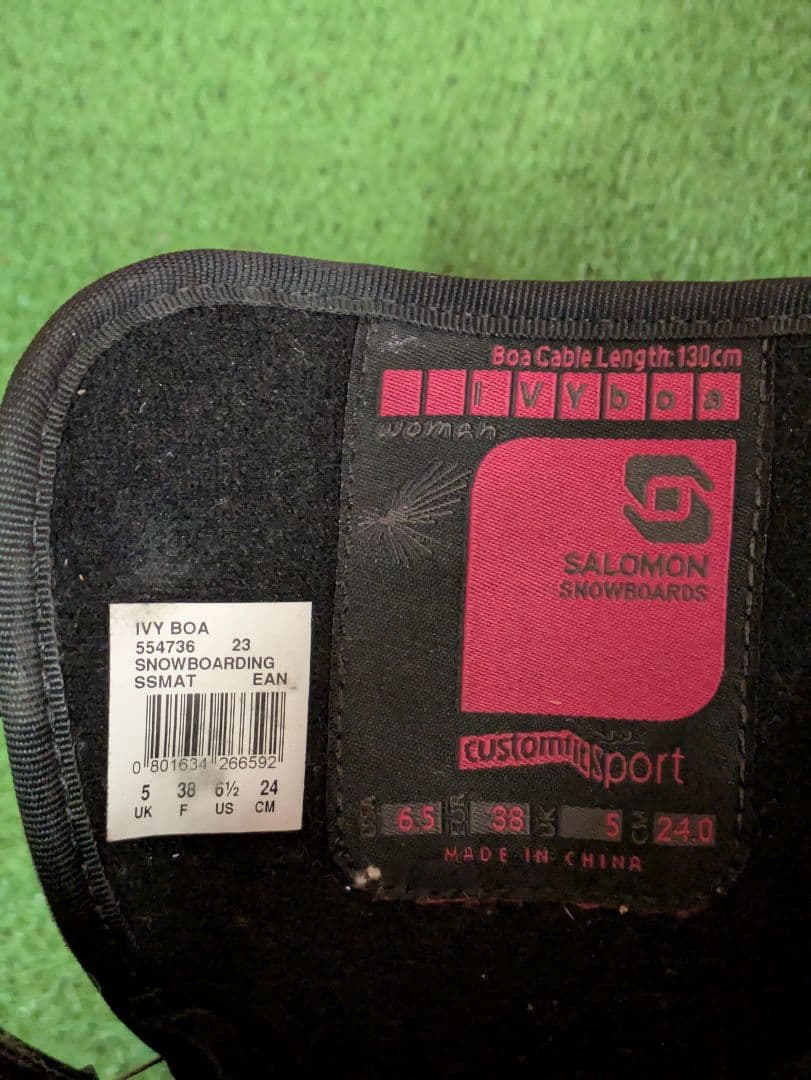 IVY BOA
554736 23
SNOWBOARDING
SSMAT EAN
0 801634 266592
5 38 6½ 24
UK F US CM
Boa Cable Length: 130cm
IVYboa
woman
SALOMON
SNOWBOARDS
customfit sport
USA 6.5 EUR 38 UK 5 CM 24.0
MADE IN CHINA